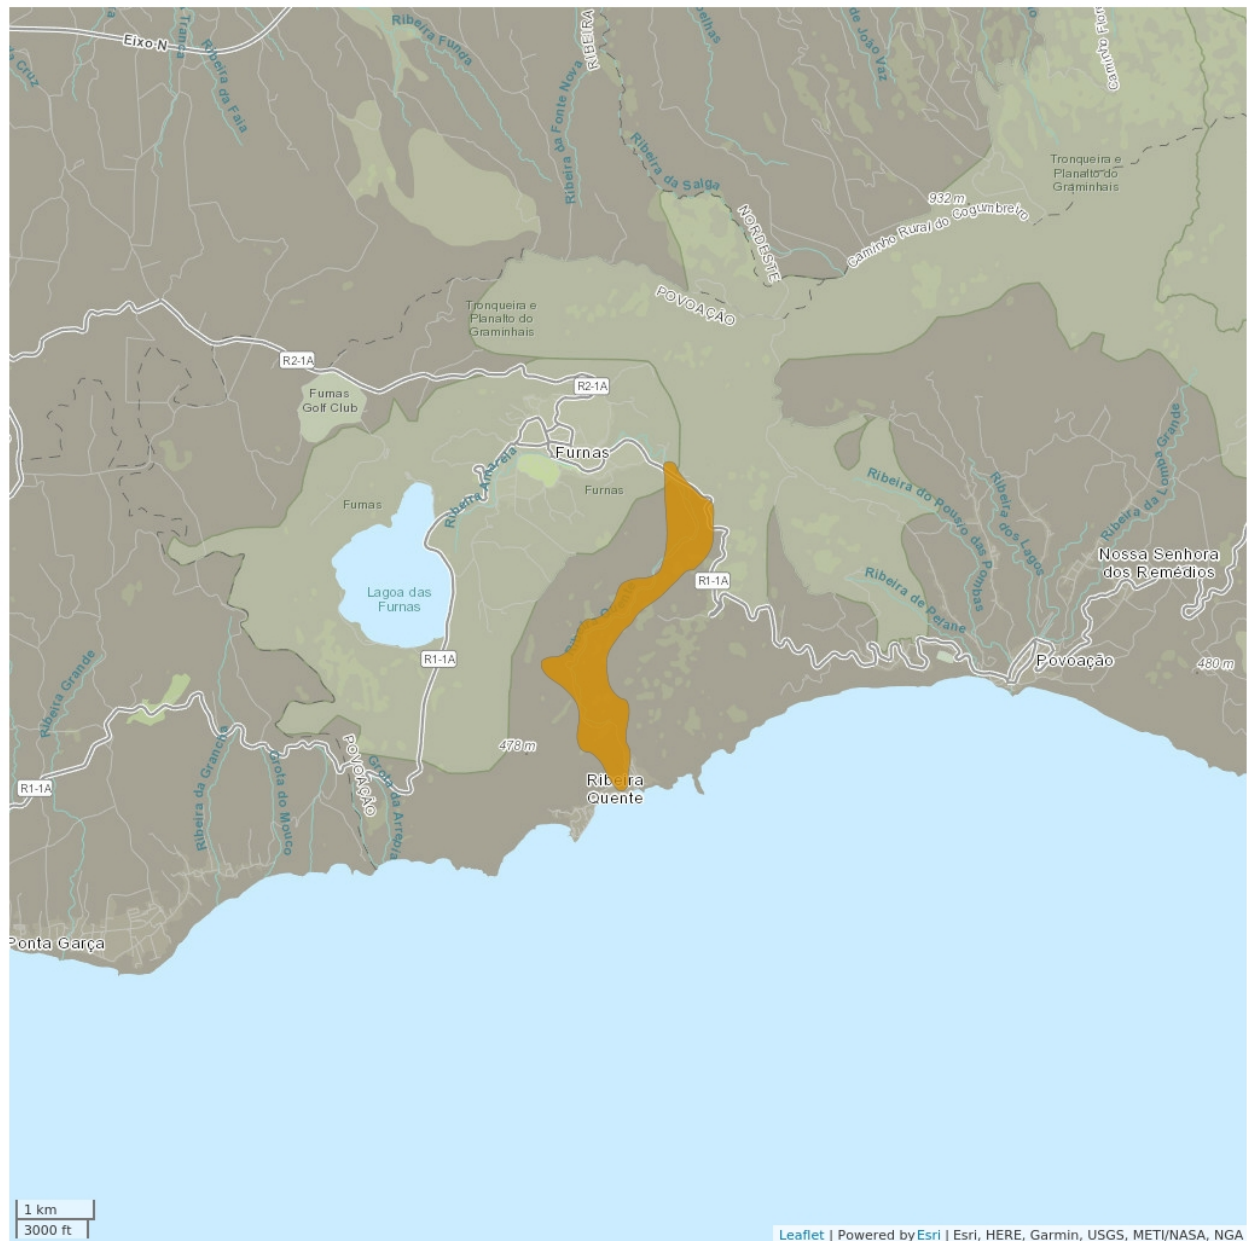 Eixo-N
Ribeira Funda
RIBEIRA
de João Vaz
Caminho Flor
Cruz
Ribeira da Faia
Ribeira da Fonte Nova
Ribeira da Salga
Tronqueira e
Planalto do
Graminhais
932 m
Caminho Rural do Cogumbreiro
NORDESTE
POVOAÇÃO
Tronqueira e
Planalto do
Graminhais
R2-1A
R2-1A
Furnas
Golf Club
Furnas
Ribeira Amarela
Furnas
Furnas
Lagoa das
Furnas
Ribeira do Pouso das Pombas
Ribeira dos Lagos
Ribeira da Lomba Grande
Nossa Senhora
dos Remédios
R1-1A
Ribeira de Pelane
Povoação
480 m
R1-1A
Ribeira Grande
478 m
POVOAÇÃO
Ribeira da Grancha
Grota do Mouco
Grota da Arrepia
R1-1A
Ribeira
Quente
Ponta Garça
1 km
3000 ft
Leaflet | Powered by Esri | Esri, HERE, Garmin, USGS, METI/NASA, NGA